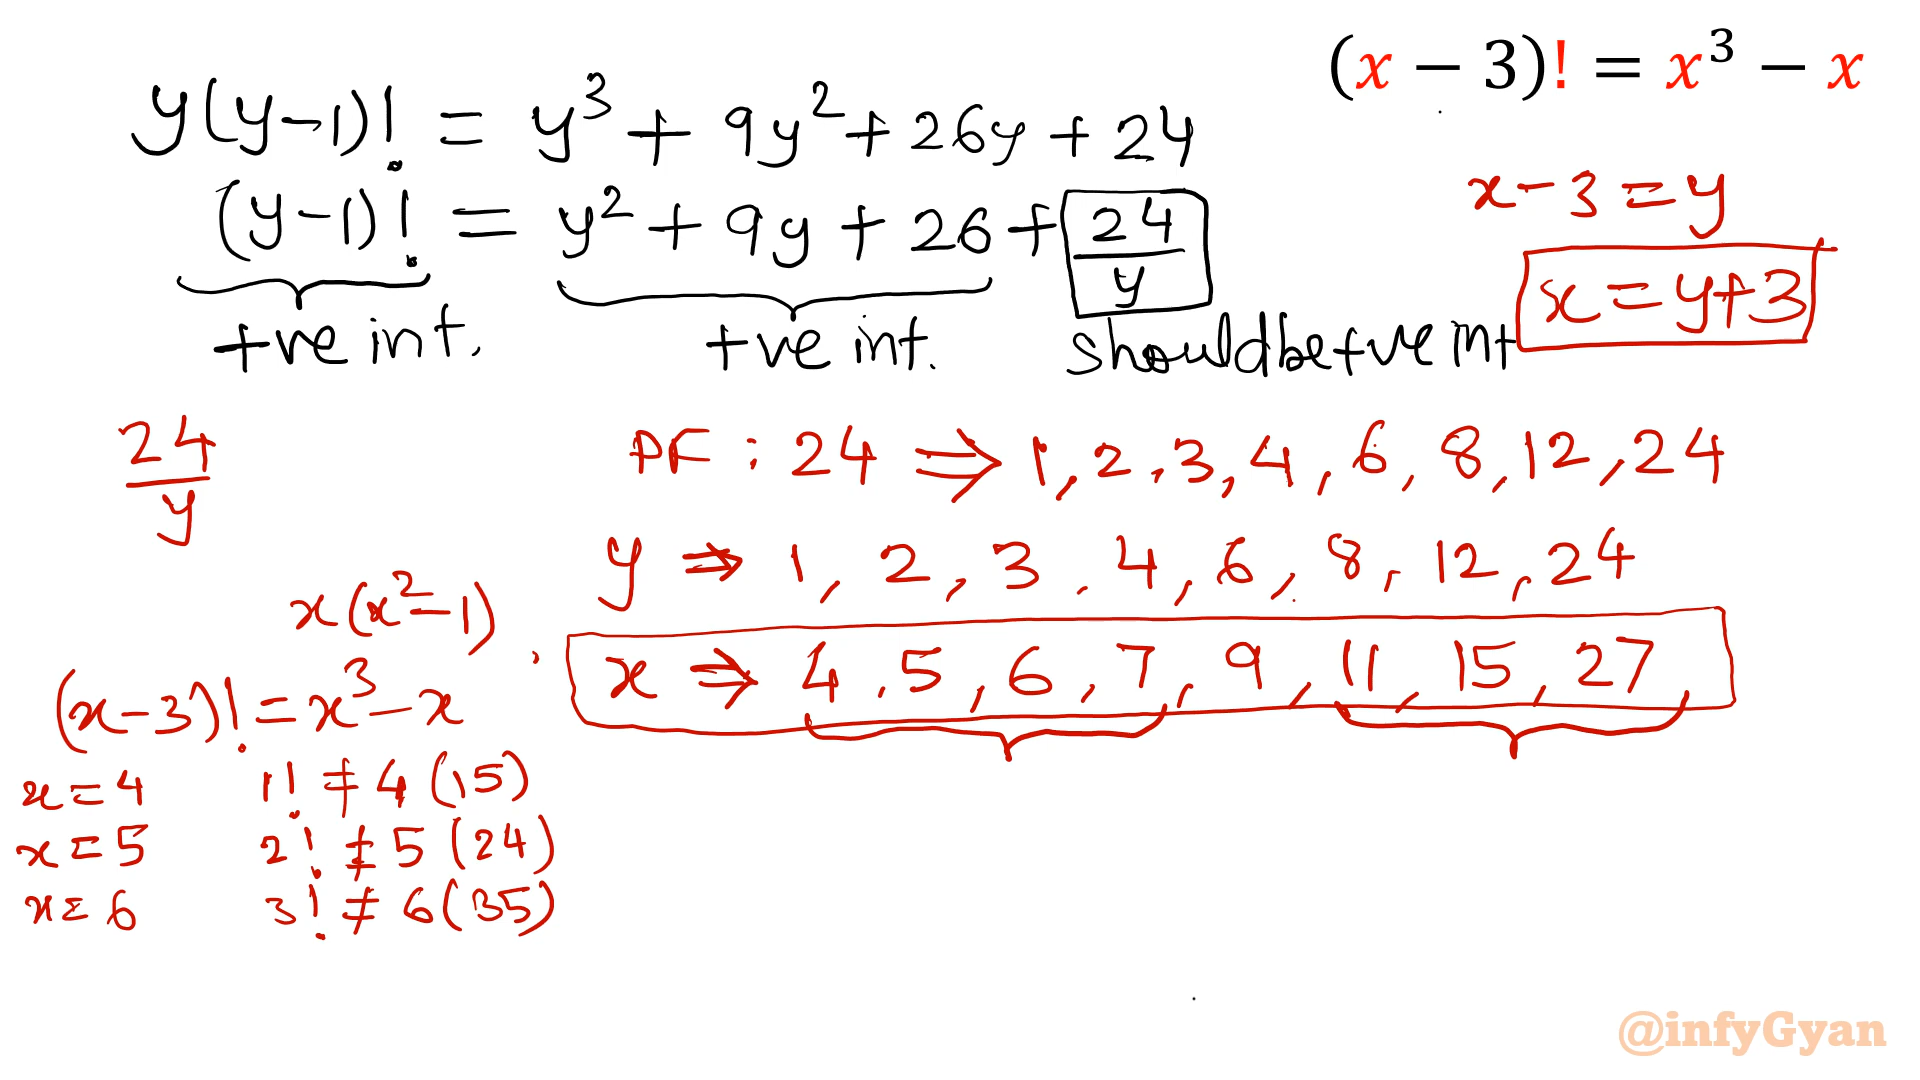 (x − 3)! = x³ − x
y(y-1)! = y³ + 9y² + 26y + 24
x-3 = y
(y-1)! = y² + 9y + 26 + 24/y
x = y+3
+ve int. +ve int. should be +ve int
24/y
PF : 24 ⇒ 1, 2, 3, 4, 6, 8, 12, 24
y ⇒ 1, 2, 3, 4, 6, 8, 12, 24
x(x²-1)
x ⇒ 4, 5, 6, 7, 9, 11, 15, 27
(x-3)! = x³ - x
x = 4 1! ≠ 4 (15)
x = 5 2! ≠ 5 (24)
x = 6 3! ≠ 6 (35)
@infyGyan